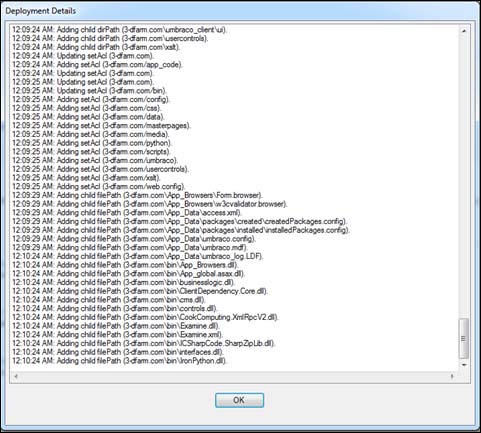 Deployment Details
12:09:24 AM: Adding child dirPath (3-dfarm.com\umbraco_client\ui).
12:09:24 AM: Adding child dirPath (3-dfarm.com\usercontrols).
12:09:24 AM: Adding child dirPath (3-dfarm.com\xslt).
12:09:24 AM: Updating setAcl (3-dfarm.com).
12:09:24 AM: Adding setAcl (3-dfarm.com/app_code).
12:09:24 AM: Updating setAcl (3-dfarm.com).
12:09:25 AM: Updating setAcl (3-dfarm.com).
12:09:25 AM: Updating setAcl (3-dfarm.com/bin).
12:09:25 AM: Adding setAcl (3-dfarm.com/config).
12:09:25 AM: Adding setAcl (3-dfarm.com/css).
12:09:25 AM: Adding setAcl (3-dfarm.com/data).
12:09:25 AM: Adding setAcl (3-dfarm.com/masterpages).
12:09:25 AM: Adding setAcl (3-dfarm.com/media).
12:09:25 AM: Adding setAcl (3-dfarm.com/python).
12:09:25 AM: Adding setAcl (3-dfarm.com/scripts).
12:09:25 AM: Adding setAcl (3-dfarm.com/umbraco).
12:09:25 AM: Adding setAcl (3-dfarm.com/usercontrols).
12:09:25 AM: Adding setAcl (3-dfarm.com/xslt).
12:09:25 AM: Adding setAcl (3-dfarm.com/web.config).
12:09:29 AM: Adding child filePath (3-dfarm.com\App_Browsers\Form.browser).
12:09:29 AM: Adding child filePath (3-dfarm.com\App_Browsers\w3cvalidator.browser).
12:09:29 AM: Adding child filePath (3-dfarm.com\App_Data\access.xml).
12:09:29 AM: Adding child filePath (3-dfarm.com\App_Data\packages\created\createdPackages.config).
12:09:29 AM: Adding child filePath (3-dfarm.com\App_Data\packages\installed\installedPackages.config).
12:09:29 AM: Adding child filePath (3-dfarm.com\App_Data\umbraco.config).
12:09:29 AM: Adding child filePath (3-dfarm.com\App_Data\umbraco.mdf).
12:10:24 AM: Adding child filePath (3-dfarm.com\App_Data\umbraco_log.LDF).
12:10:24 AM: Adding child filePath (3-dfarm.com\bin\App_Browsers.dll).
12:10:24 AM: Adding child filePath (3-dfarm.com\bin\App_global.asax.dll).
12:10:24 AM: Adding child filePath (3-dfarm.com\bin\businesslogic.dll).
12:10:24 AM: Adding child filePath (3-dfarm.com\bin\ClientDependency.Core.dll).
12:10:24 AM: Adding child filePath (3-dfarm.com\bin\cms.dll).
12:10:24 AM: Adding child filePath (3-dfarm.com\bin\controls.dll).
12:10:24 AM: Adding child filePath (3-dfarm.com\bin\CookComputing.XmlRpcV2.dll).
12:10:24 AM: Adding child filePath (3-dfarm.com\bin\Examine.dll).
12:10:24 AM: Adding child filePath (3-dfarm.com\bin\Examine.xml).
12:10:24 AM: Adding child filePath (3-dfarm.com\bin\ICSharpCode.SharpZipLib.dll).
12:10:24 AM: Adding child filePath (3-dfarm.com\bin\interfaces.dll).
12:10:24 AM: Adding child filePath (3-dfarm.com\bin\IronPython.dll).
OK